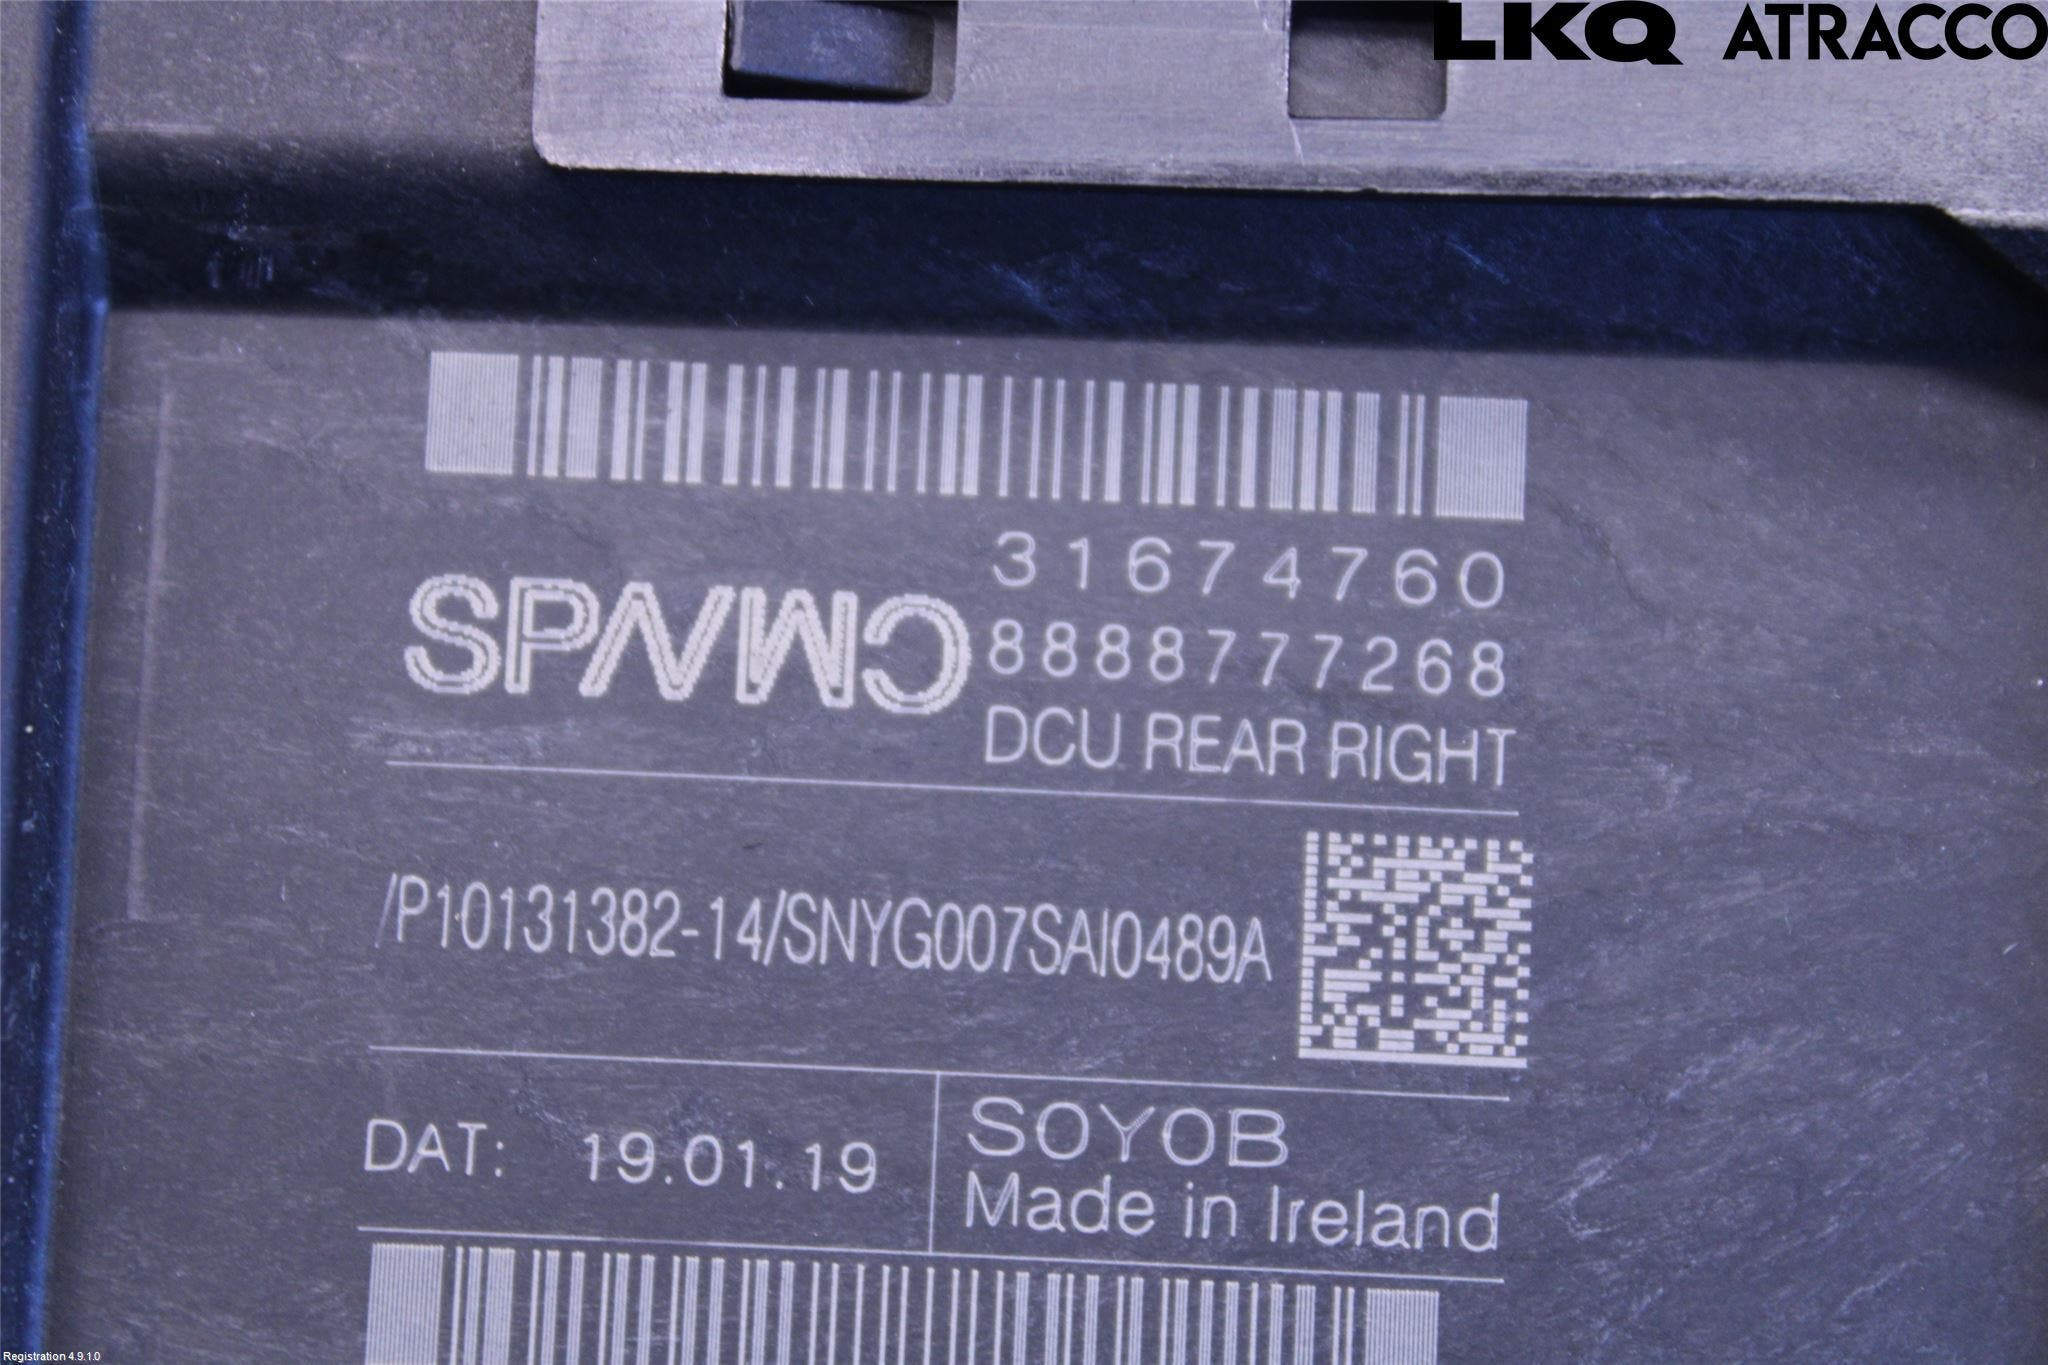 LKQ ATRACCO
31674760
8888777268
DCU REAR RIGHT
/P10131382-14/SNYG007SAI0489A
DAT: 19.01.19
SOYOB
Made in Ireland
Registration 4.9.1.0